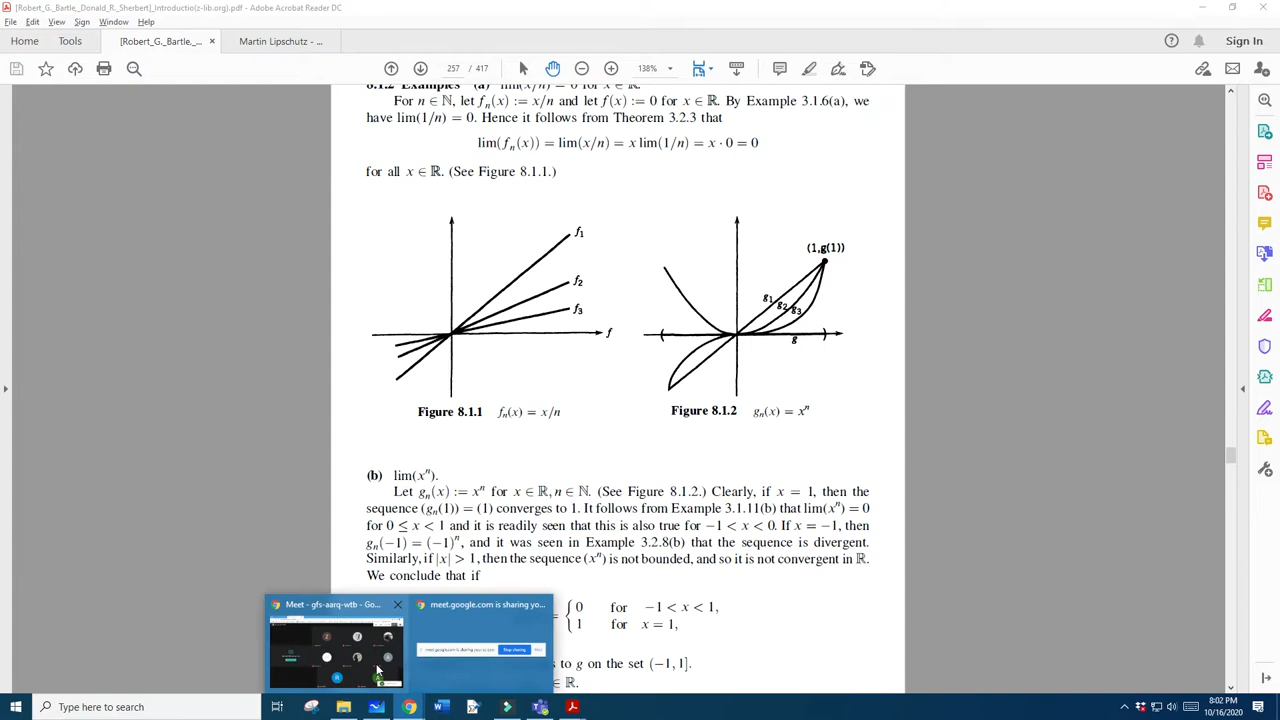 [Robert_G._Bartle,_Donald_R._Sherbert]_Introductio(z-lib.org).pdf - Adobe Acrobat Reader DC
File Edit View Sign Window Help
Home Tools [Robert_G._Bartle,_... × Martin Lipschutz - ... Sign In
257 / 417 138%
8.1.2 Examples (a) lim(x/n) = 0 for x ∈ ℝ.
For n ∈ ℕ, let fₙ(x) := x/n and let f(x) := 0 for x ∈ ℝ. By Example 3.1.6(a), we
have lim(1/n) = 0. Hence it follows from Theorem 3.2.3 that
lim(fₙ(x)) = lim(x/n) = x lim(1/n) = x · 0 = 0
for all x ∈ ℝ. (See Figure 8.1.1.)
f₁
f₂
f₃
f
(1,g(1))
g₁ g₂ g₃
g
Figure 8.1.1 fₙ(x) = x/n
Figure 8.1.2 gₙ(x) = xⁿ
(b) lim(xⁿ).
Let gₙ(x) := xⁿ for x ∈ ℝ, n ∈ ℕ. (See Figure 8.1.2.) Clearly, if x = 1, then the
sequence (gₙ(1)) = (1) converges to 1. It follows from Example 3.1.11(b) that lim(xⁿ) = 0
for 0 ≤ x < 1 and it is readily seen that this is also true for −1 < x < 0. If x = −1, then
gₙ(−1) = (−1)ⁿ, and it was seen in Example 3.2.8(b) that the sequence is divergent.
Similarly, if |x| > 1, then the sequence (xⁿ) is not bounded, and so it is not convergent in ℝ.
We conclude that if
= { 0 for −1 < x < 1,
1 for x = 1,
to g on the set (−1, 1].
∈ ℝ.
Meet - gfs-aarq-wtb - Go... meet.google.com is sharing yo...
Stop sharing
Type here to search
8:02 PM
10/16/2020